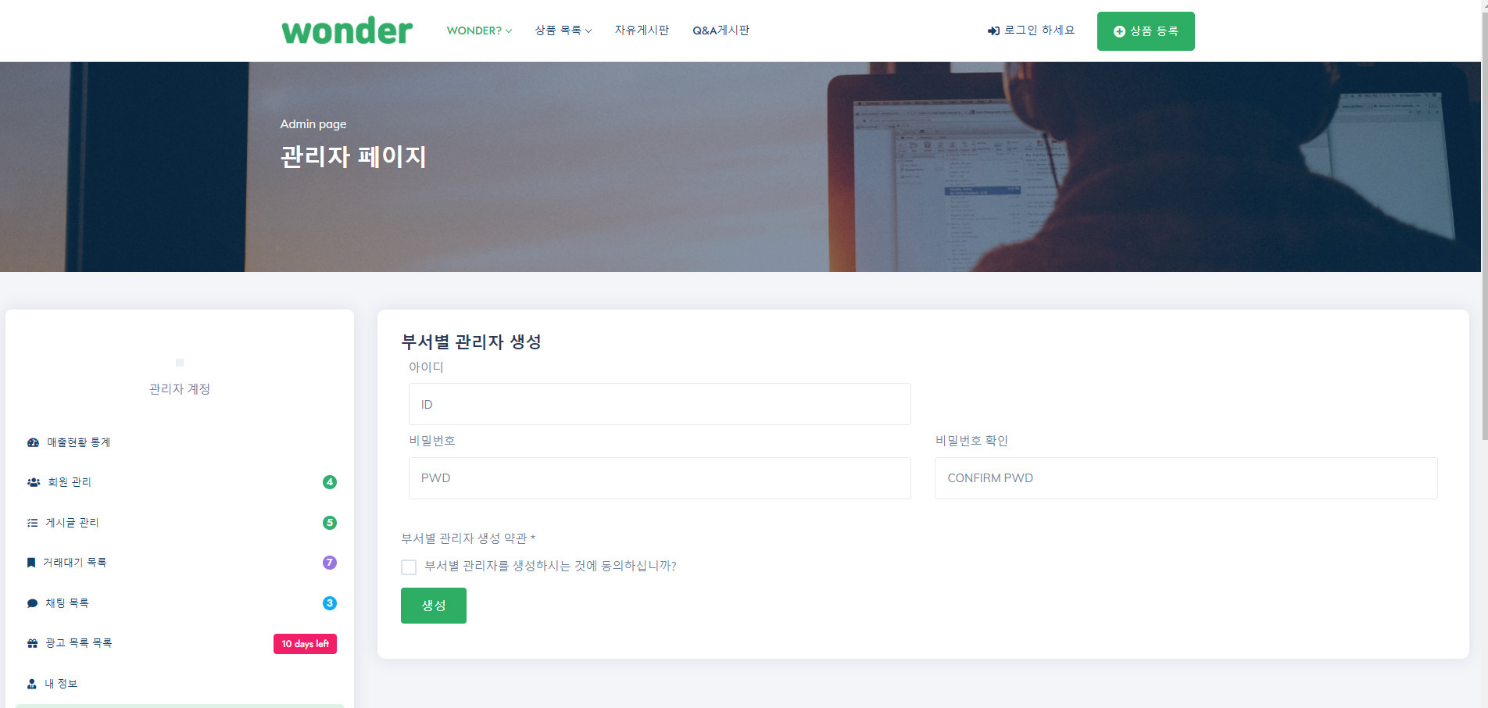 wonder
WONDER? 상품 목록 자유게시판 Q&A게시판 로그인 하세요 상품 등록
Admin page
관리자 페이지
관리자 계정
매출현황 통계
회원 관리 4
게시글 관리 5
거래대기 목록 7
채팅 목록 3
광고 목록 목록 10 days left
내 정보
부서별 관리자 생성
아이디
ID
비밀번호 비밀번호 확인
PWD CONFIRM PWD
부서별 관리자 생성 약관 *
부서별 관리자를 생성하시는 것에 동의하십니까?
생성